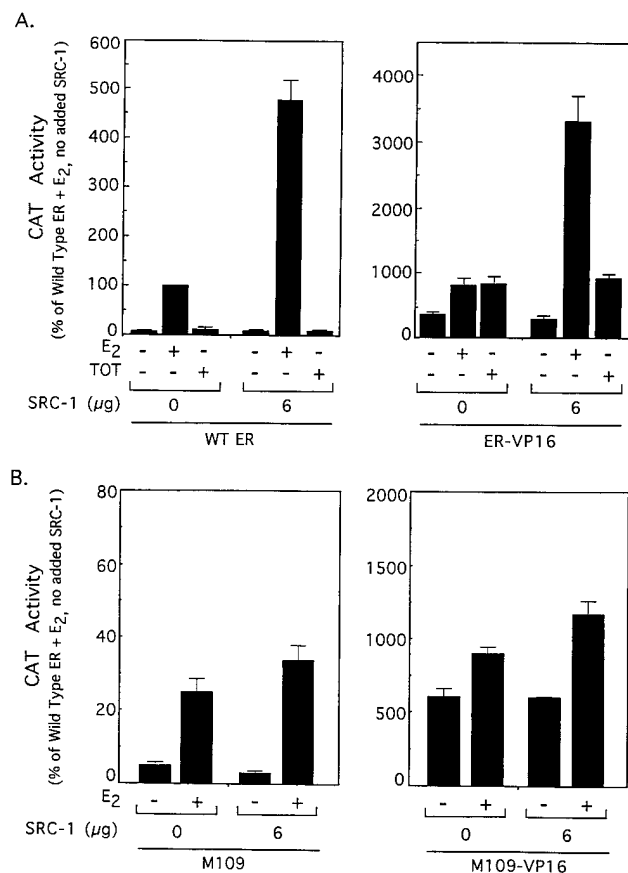 A.
CAT Activity
(% of Wild Type ER + E2, no added SRC-1)
600
500
400
300
200
100
0
E2 - + - - + -
TOT - - + - - +
SRC-1 (µg) 0 6
WT ER
4000
3000
2000
1000
0
- + - - + -
- - + - - +
0 6
ER-VP16
B.
CAT Activity
(% of Wild Type ER + E2, no added SRC-1)
80
60
40
20
0
E2 - + - +
SRC-1 (µg) 0 6
M109
2000
1500
1000
500
0
- + - +
0 6
M109-VP16